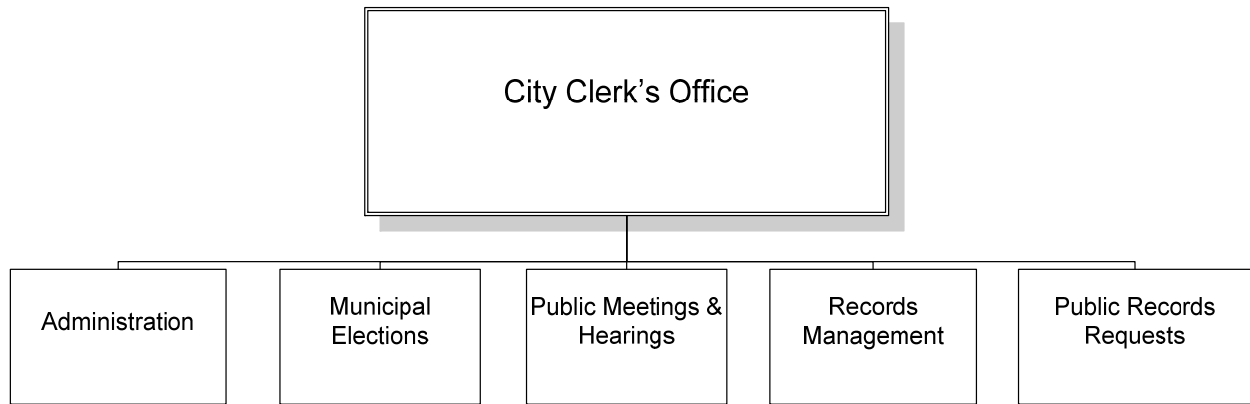 City Clerk’s Office
Administration
Municipal
Elections
Public Meetings &
Hearings
Records
Management
Public Records
Requests